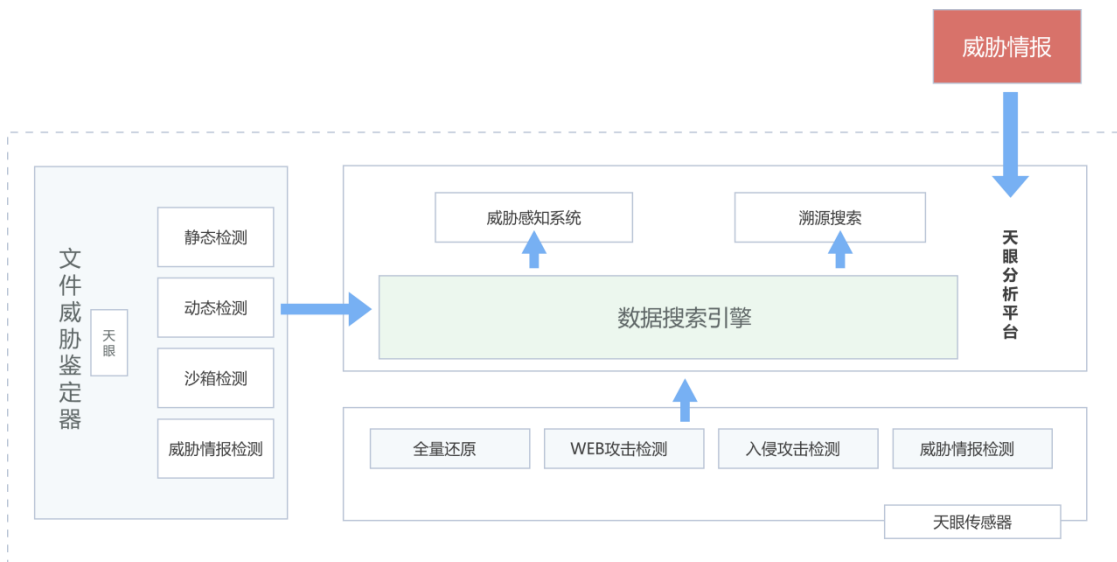 威胁情报
文件威胁鉴定器
天眼
静态检测
动态检测
沙箱检测
威胁情报检测
威胁感知系统
溯源搜索
数据搜索引擎
天眼分析平台
全量还原
WEB攻击检测
入侵攻击检测
威胁情报检测
天眼传感器